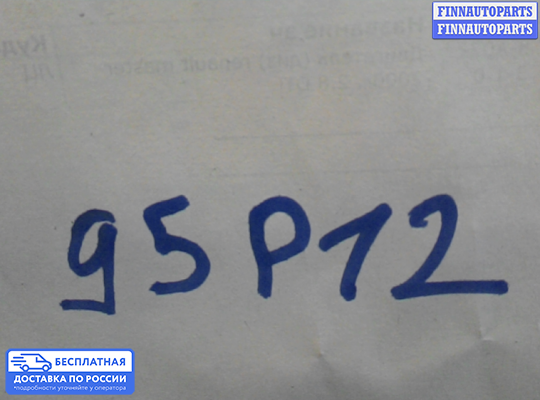 FINNAUTOPARTS
FINNAUTOPARTS
95P12
БЕСПЛАТНАЯ
ДОСТАВКА ПО РОССИИ
*подробности уточняйте у оператора